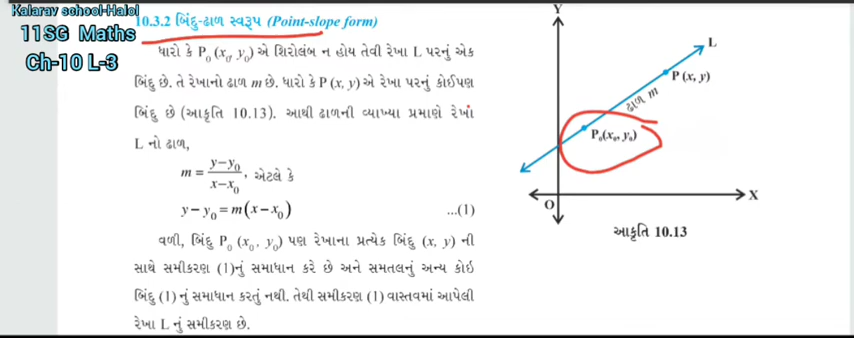 Kalarav school-Halol
11SG Maths
Ch-10 L-3
10.3.2 બિંદુ-ઢાળ સ્વરૂપ (Point-slope form)
ધારો કે P₀ (x₀, y₀) એ શિરોલંબ ન હોય તેવી રેખા L પરનું એક
બિંદુ છે. તે રેખાનો ઢાળ m છે. ધારો કે P (x, y) એ રેખા પરનું કોઈપણ
બિંદુ છે (આકૃતિ 10.13). આથી ઢાળની વ્યાખ્યા પ્રમાણે રેખા
L નો ઢાળ,
m = y–y₀ / x–x₀, એટલે કે
y – y₀ = m(x – x₀) ...(1)
વળી, બિંદુ P₀ (x₀, y₀) પણ રેખાના પ્રત્યેક બિંદુ (x, y) ની
સાથે સમીકરણ (1)નું સમાધાન કરે છે અને સમતલનું અન્ય કોઇ
બિંદુ (1) નું સમાધાન કરતું નથી. તેથી સમીકરણ (1) વાસ્તવમાં આપેલી
રેખા L નું સમીકરણ છે.
Y
L
P (x, y)
ઢાળ m
P₀(x₀, y₀)
O
X
આકૃતિ 10.13